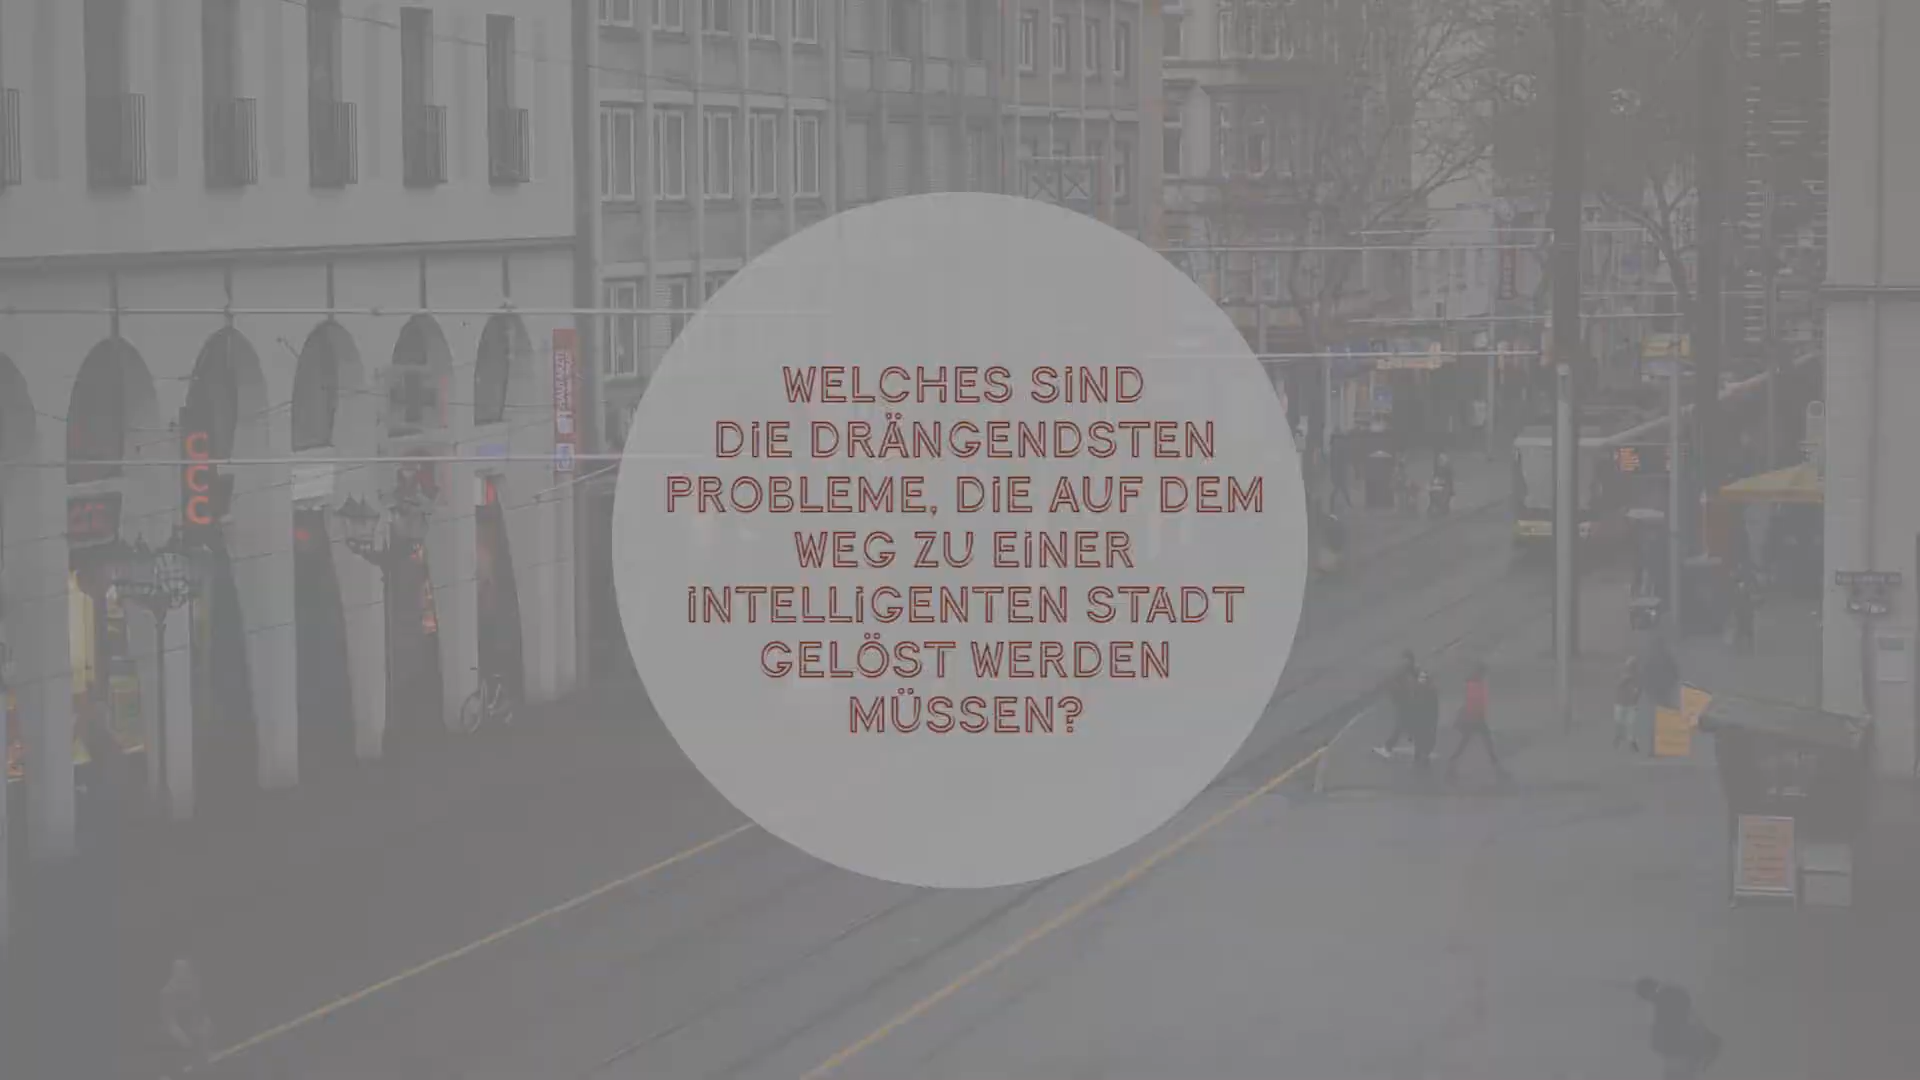 WELCHES SIND
DIE DRÄNGENDSTEN
PROBLEME, DIE AUF DEM
WEG ZU EINER
INTELLIGENTEN STADT
GELÖST WERDEN
MÜSSEN?